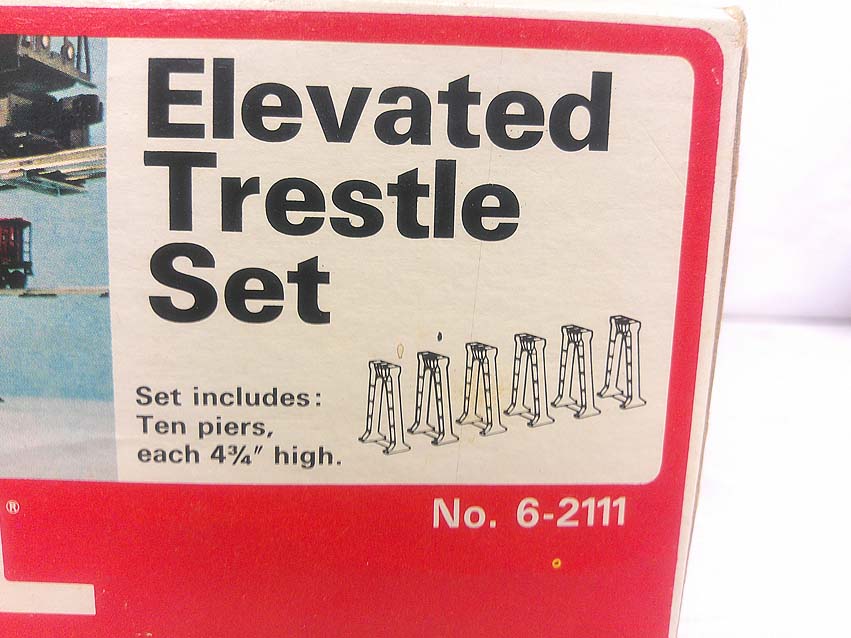 Elevated
Trestle
Set
Set includes:
Ten piers,
each 4¾″ high.
®
No. 6-2111